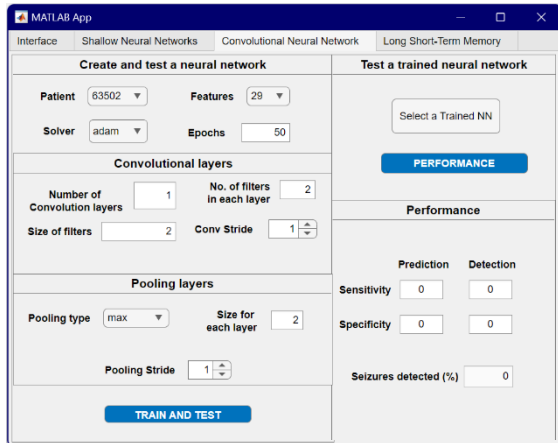 MATLAB App
Interface Shallow Neural Networks Convolutional Neural Network Long Short-Term Memory
Create and test a neural network
Patient 63502 Features 29
Solver adam Epochs 50
Convolutional layers
Number of Convolution layers 1 No. of filters in each layer 2
Size of filters 2 Conv Stride 1
Pooling layers
Pooling type max Size for each layer 2
Pooling Stride 1
TRAIN AND TEST
Test a trained neural network
Select a Trained NN
PERFORMANCE
Performance
Prediction Detection
Sensitivity 0 0
Specificity 0 0
Seizures detected (%) 0